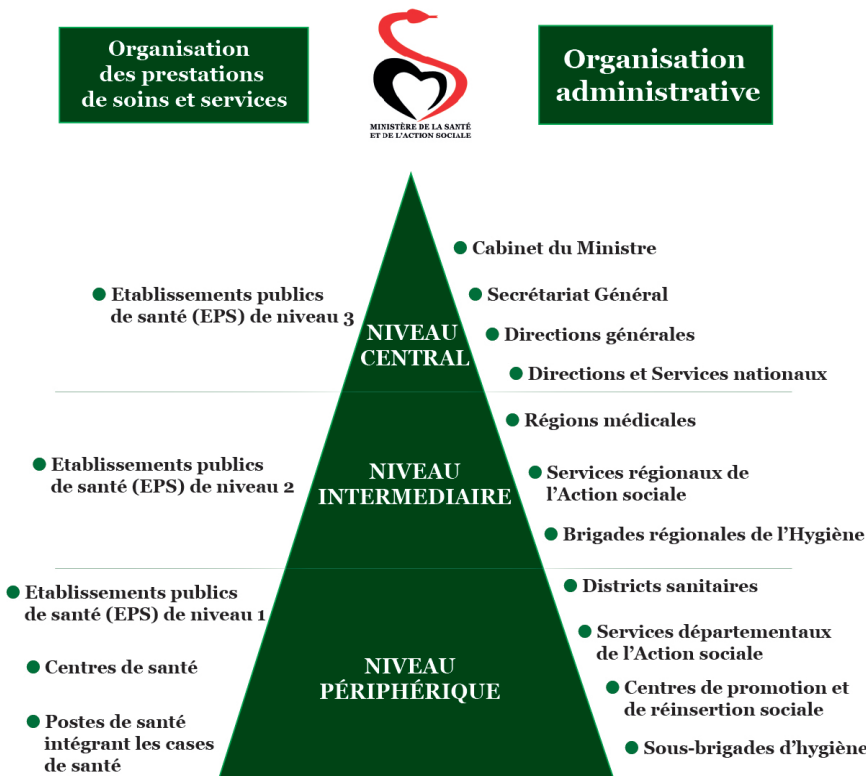 Organisation
des prestations
de soins et services
MINISTÈRE DE LA SANTÉ
ET DE L'ACTION SOCIALE
Organisation
administrative
Etablissements publics
de santé (EPS) de niveau 3
NIVEAU
CENTRAL
Cabinet du Ministre
Secrétariat Général
Directions générales
Directions et Services nationaux
Etablissements publics
de santé (EPS) de niveau 2
NIVEAU
INTERMEDIAIRE
Régions médicales
Services régionaux de
l'Action sociale
Brigades régionales de l'Hygiène
Etablissements publics
de santé (EPS) de niveau 1
Centres de santé
Postes de santé
intégrant les cases
de santé
NIVEAU
PÉRIPHÉRIQUE
Districts sanitaires
Services départementaux
de l'Action sociale
Centres de promotion et
de réinsertion sociale
Sous-brigades d'hygiène